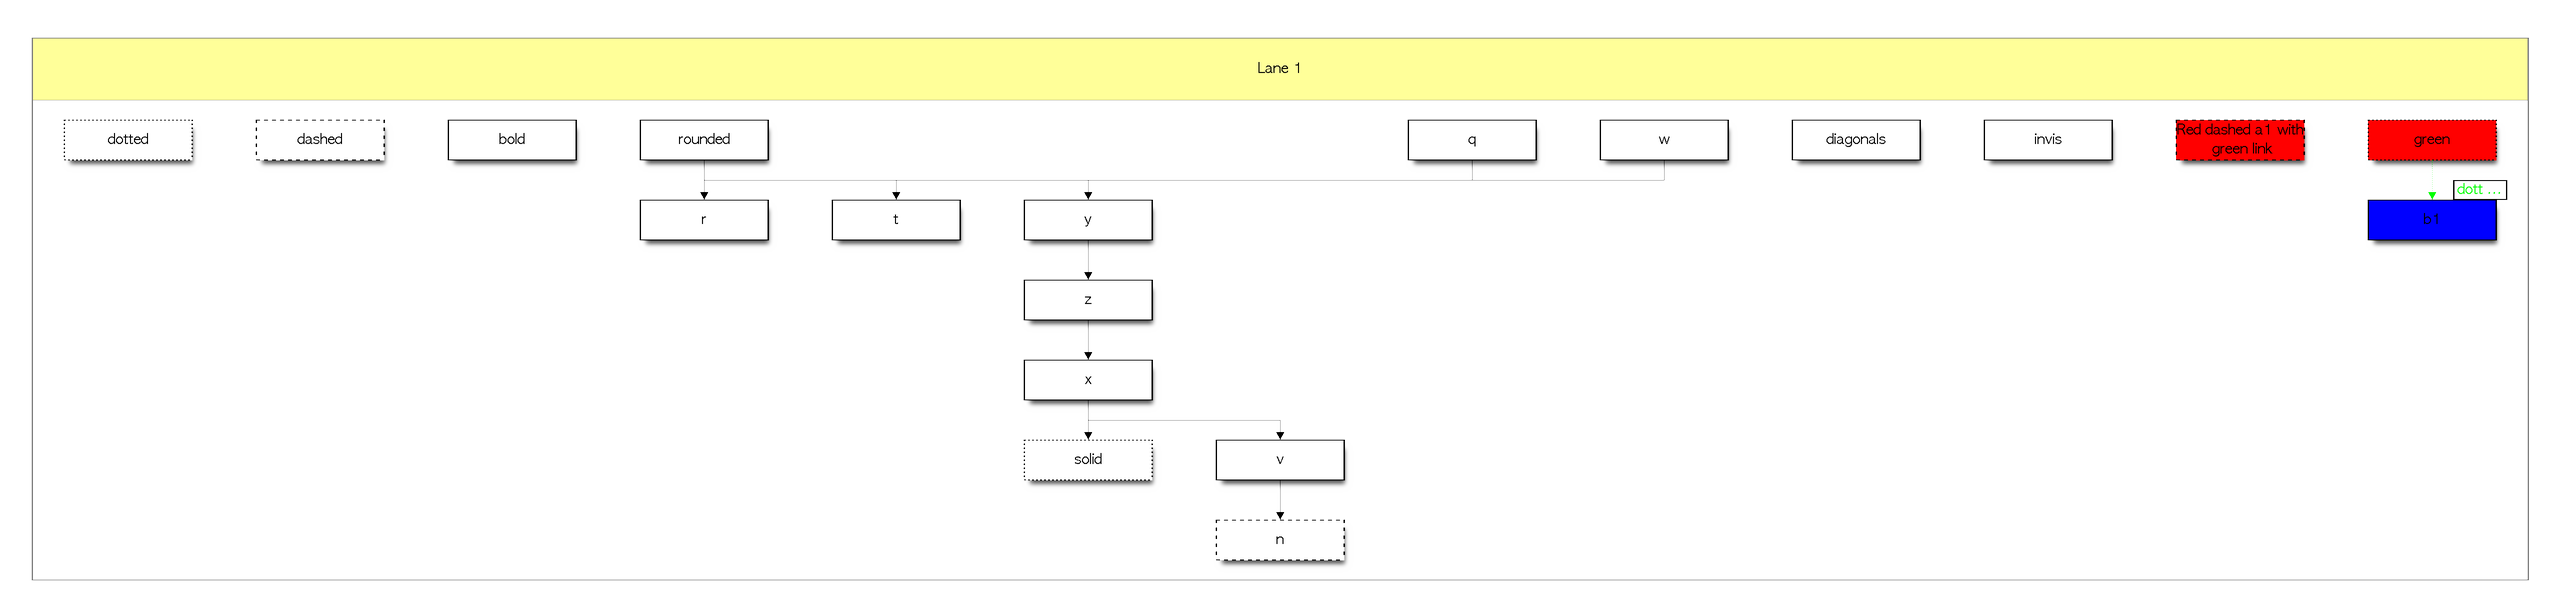 Lane 1
dotted
dashed
bold
rounded
q
w
diagonals
invis
Red dashed a1 with
green link
green
dott ...
r
t
y
b1
z
x
solid
v
n